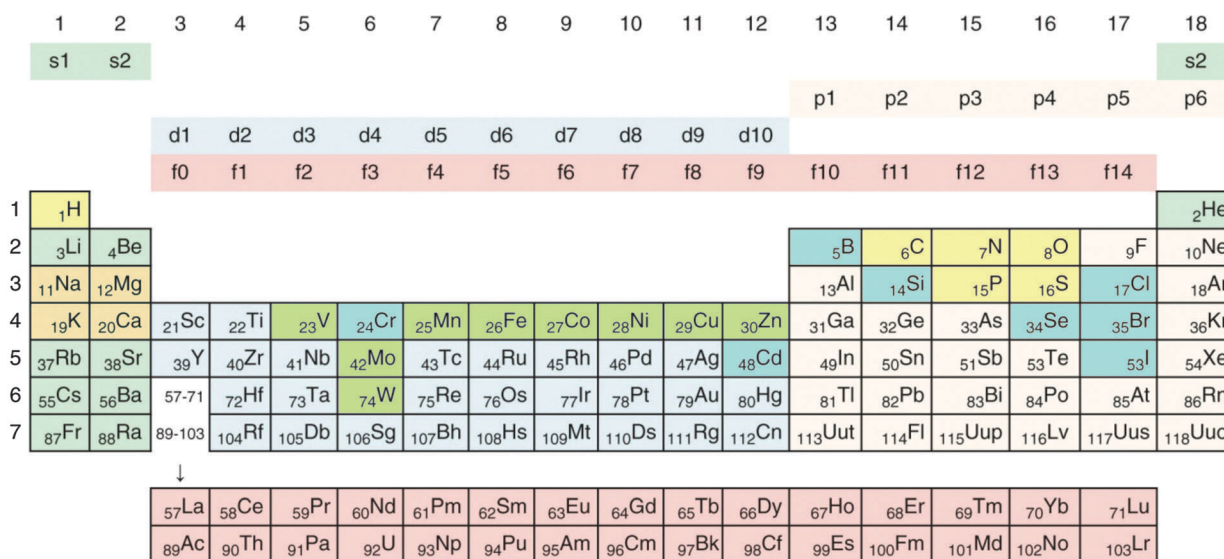 1 2 3 4 5 6 7 8 9 10 11 12 13 14 15 16 17 18
s1 s2 s2
p1 p2 p3 p4 p5 p6
d1 d2 d3 d4 d5 d6 d7 d8 d9 d10
f0 f1 f2 f3 f4 f5 f6 f7 f8 f9 f10 f11 f12 f13 f14
1 1H 2He
2 3Li 4Be 5B 6C 7N 8O 9F 10Ne
3 11Na 12Mg 13Al 14Si 15P 16S 17Cl 18Ar
4 19K 20Ca 21Sc 22Ti 23V 24Cr 25Mn 26Fe 27Co 28Ni 29Cu 30Zn 31Ga 32Ge 33As 34Se 35Br 36Kr
5 37Rb 38Sr 39Y 40Zr 41Nb 42Mo 43Tc 44Ru 45Rh 46Pd 47Ag 48Cd 49In 50Sn 51Sb 53Te 53I 54Xe
6 55Cs 56Ba 57-71 72Hf 73Ta 74W 75Re 76Os 77Ir 78Pt 79Au 80Hg 81Tl 82Pb 83Bi 84Po 85At 86Rn
7 87Fr 88Ra 89-103 104Rf 105Db 106Sg 107Bh 108Hs 109Mt 110Ds 111Rg 112Cn 113Uut 114Fl 115Uup 116Lv 117Uus 118Uuo
↓
57La 58Ce 59Pr 60Nd 61Pm 62Sm 63Eu 64Gd 65Tb 66Dy 67Ho 68Er 69Tm 70Yb 71Lu
89Ac 90Th 91Pa 92U 93Np 94Pu 95Am 96Cm 97Bk 98Cf 99Es 100Fm 101Md 102No 103Lr